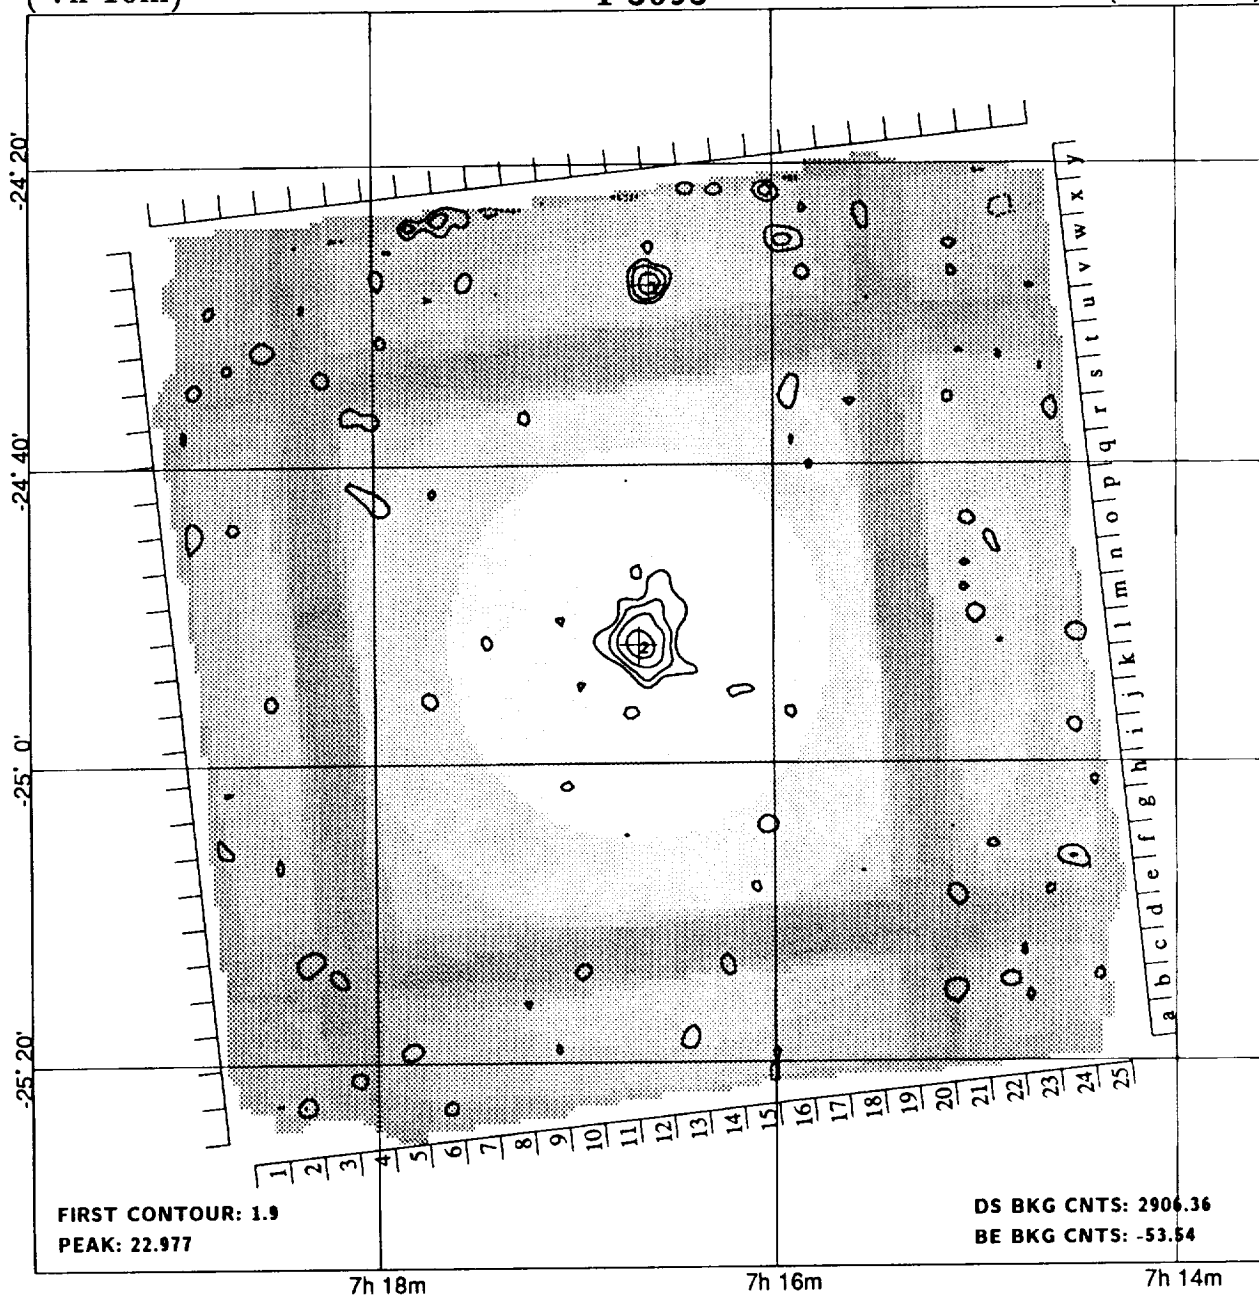 -24° 20'
-24° 40'
-25° 0'
-25° 20'
a b c d e f g h i j k l m n o p q r s t u v w x y
2
1 2 3 4 5 6 7 8 9 10 11 12 13 14 15 16 17 18 19 20 21 22 23 24 25
FIRST CONTOUR: 1.9
PEAK: 22.977
DS BKG CNTS: 2906.36
BE BKG CNTS: -53.54
7h 18m
7h 16m
7h 14m